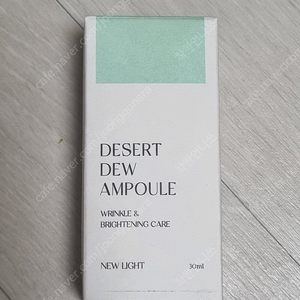 DESERT
DEW
AMPOULE
WRINKLE &
BRIGHTENING CARE
NEW LIGHT 30ml